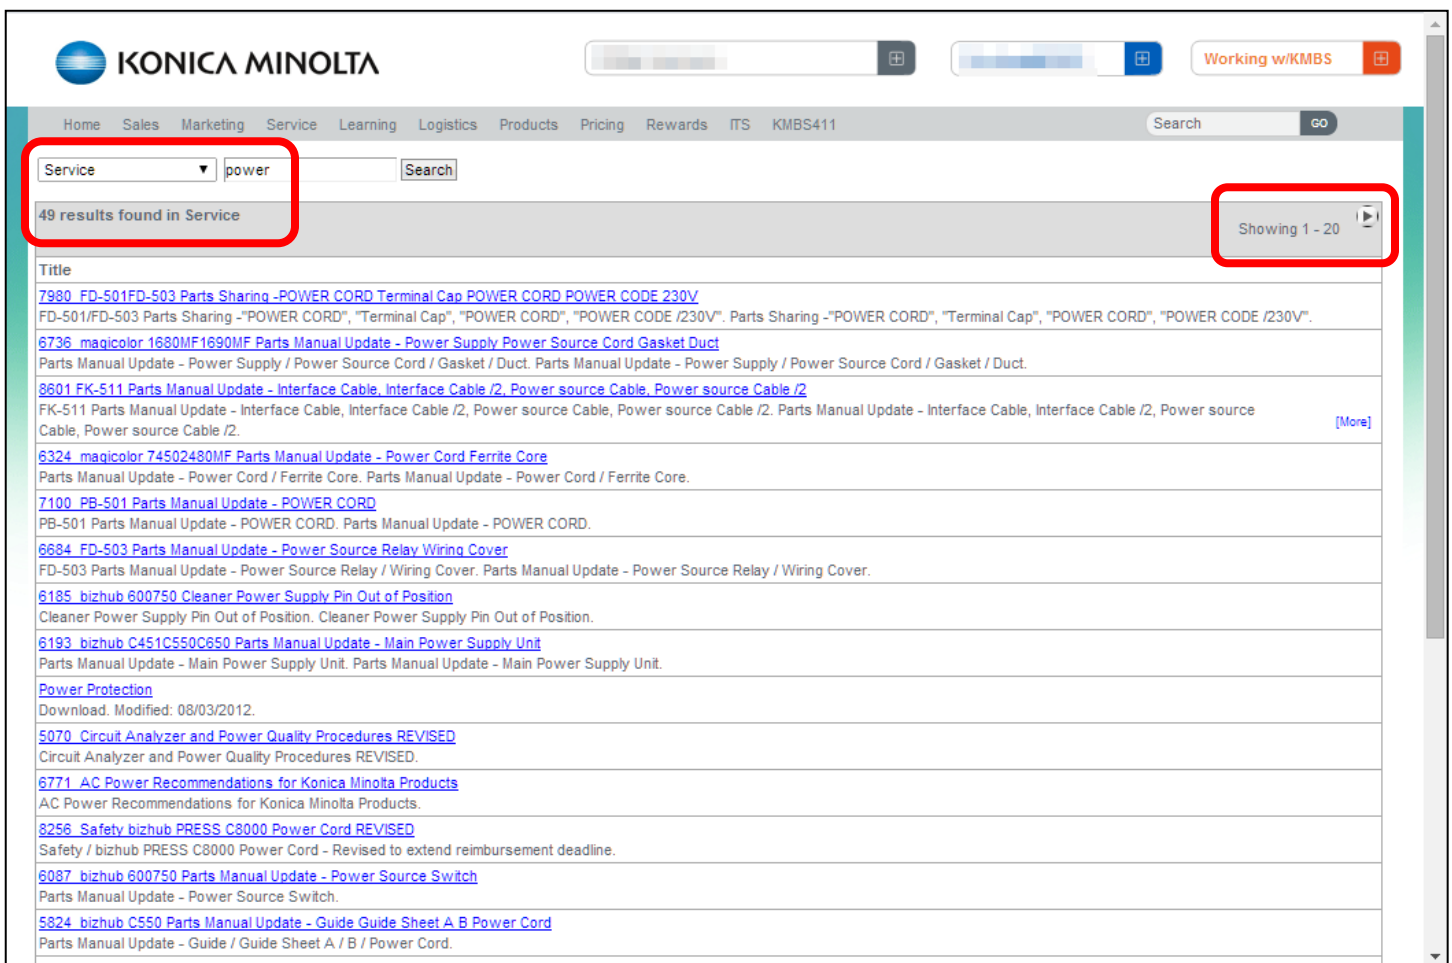 KONICA MINOLTA
Working w/KMBS
Home Sales Marketing Service Learning Logistics Products Pricing Rewards ITS KMBS411
Search GO
Service power Search
49 results found in Service
Showing 1 - 20
Title
7980 FD-501FD-503 Parts Sharing -POWER CORD Terminal Cap POWER CORD POWER CODE 230V
FD-501/FD-503 Parts Sharing -"POWER CORD", "Terminal Cap", "POWER CORD", "POWER CODE /230V". Parts Sharing -"POWER CORD", "Terminal Cap", "POWER CORD", "POWER CODE /230V".
6736 magicolor 1680MF1690MF Parts Manual Update - Power Supply Power Source Cord Gasket Duct
Parts Manual Update - Power Supply / Power Source Cord / Gasket / Duct. Parts Manual Update - Power Supply / Power Source Cord / Gasket / Duct.
8601 FK-511 Parts Manual Update - Interface Cable, Interface Cable /2, Power source Cable, Power source Cable /2
FK-511 Parts Manual Update - Interface Cable, Interface Cable /2, Power source Cable, Power source Cable /2. Parts Manual Update - Interface Cable, Interface Cable /2, Power source
Cable, Power source Cable /2.
[More]
6324 magicolor 74502480MF Parts Manual Update - Power Cord Ferrite Core
Parts Manual Update - Power Cord / Ferrite Core. Parts Manual Update - Power Cord / Ferrite Core.
7100 PB-501 Parts Manual Update - POWER CORD
PB-501 Parts Manual Update - POWER CORD. Parts Manual Update - POWER CORD.
6684 FD-503 Parts Manual Update - Power Source Relay Wiring Cover
FD-503 Parts Manual Update - Power Source Relay / Wiring Cover. Parts Manual Update - Power Source Relay / Wiring Cover.
6185 bizhub 600750 Cleaner Power Supply Pin Out of Position
Cleaner Power Supply Pin Out of Position. Cleaner Power Supply Pin Out of Position.
6193 bizhub C451C550C650 Parts Manual Update - Main Power Supply Unit
Parts Manual Update - Main Power Supply Unit. Parts Manual Update - Main Power Supply Unit.
Power Protection
Download. Modified: 08/03/2012.
5070 Circuit Analyzer and Power Quality Procedures REVISED
Circuit Analyzer and Power Quality Procedures REVISED.
6771 AC Power Recommendations for Konica Minolta Products
AC Power Recommendations for Konica Minolta Products.
8256 Safety bizhub PRESS C8000 Power Cord REVISED
Safety / bizhub PRESS C8000 Power Cord - Revised to extend reimbursement deadline.
6087 bizhub 600750 Parts Manual Update - Power Source Switch
Parts Manual Update - Power Source Switch.
5824 bizhub C550 Parts Manual Update - Guide Guide Sheet A B Power Cord
Parts Manual Update - Guide / Guide Sheet A / B / Power Cord.